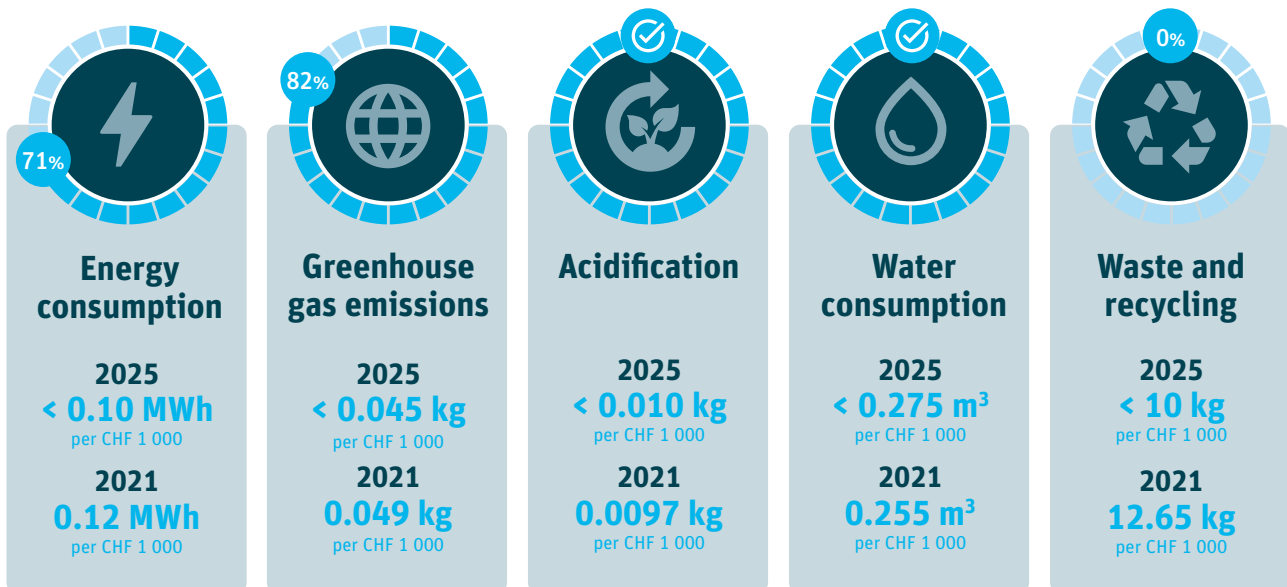 71%
Energy
consumption
2025
< 0.10 MWh
per CHF 1 000
2021
0.12 MWh
per CHF 1 000
82%
Greenhouse
gas emissions
2025
< 0.045 kg
per CHF 1 000
2021
0.049 kg
per CHF 1 000
Acidification
2025
< 0.010 kg
per CHF 1 000
2021
0.0097 kg
per CHF 1 000
Water
consumption
2025
< 0.275 m³
per CHF 1 000
2021
0.255 m³
per CHF 1 000
0%
Waste and
recycling
2025
< 10 kg
per CHF 1 000
2021
12.65 kg
per CHF 1 000